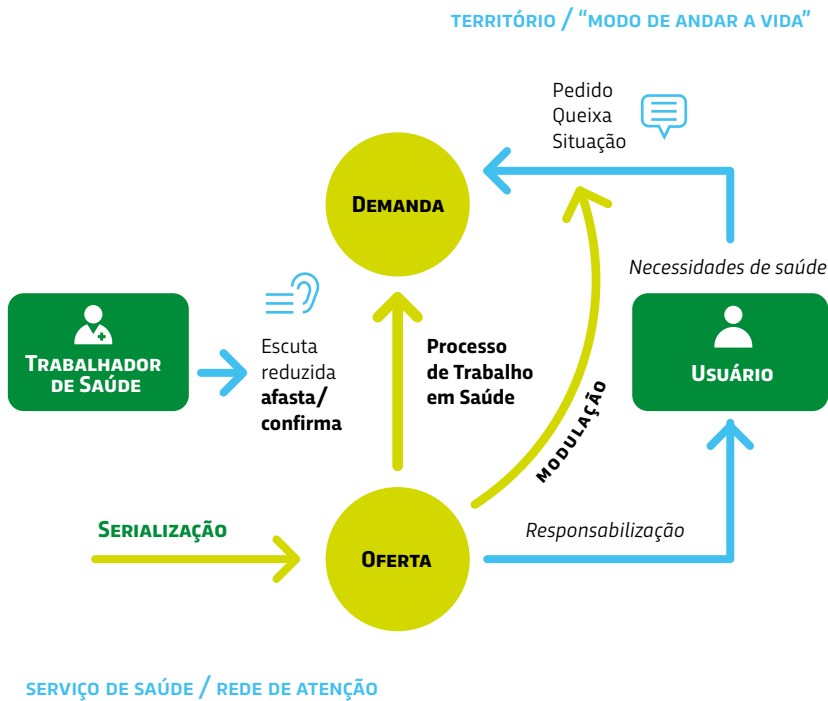 TERRITÓRIO / “MODO DE ANDAR A VIDA”
Pedido
Queixa
Situação
DEMANDA
Necessidades de saúde
TRABALHADOR
DE SAÚDE
Escuta
reduzida
afasta/
confirma
Processo
de Trabalho
em Saúde
MODULAÇÃO
USUÁRIO
SERIALIZAÇÃO
OFERTA
Responsabilização
SERVIÇO DE SAÚDE / REDE DE ATENÇÃO